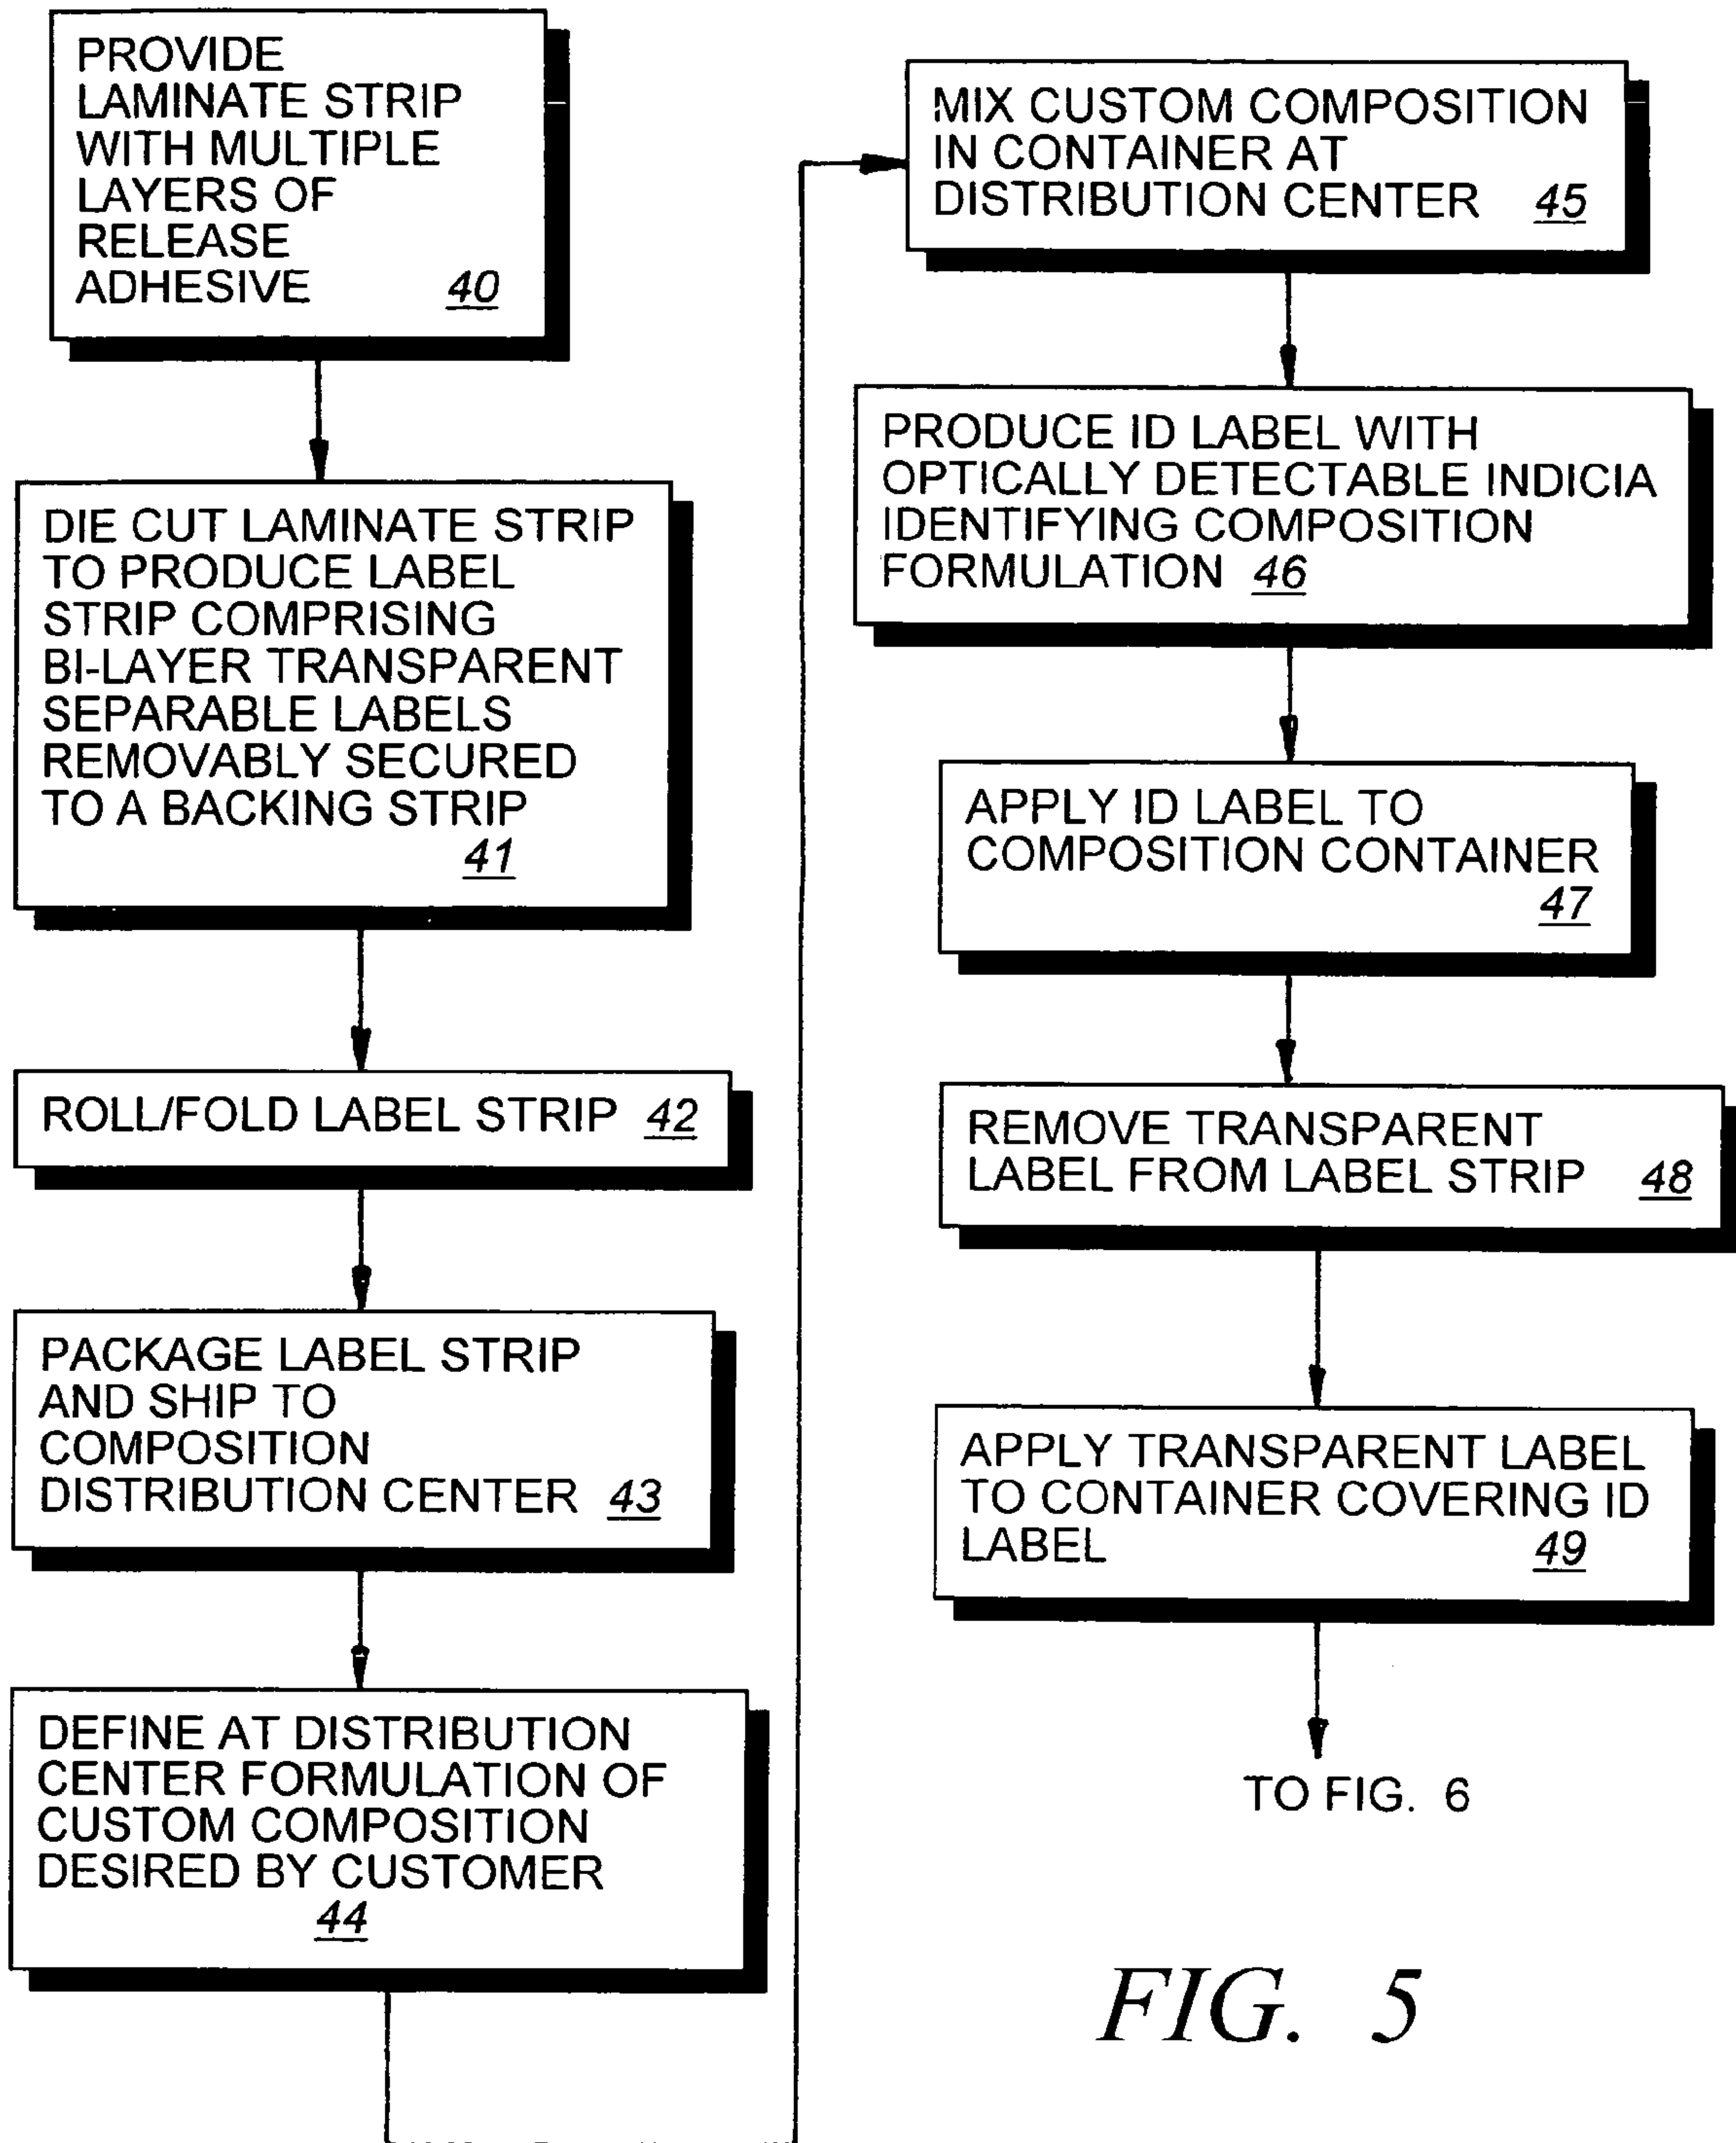 PROVIDE
LAMINATE STRIP
WITH MULTIPLE
LAYERS OF
RELEASE
ADHESIVE 40
DIE CUT LAMINATE STRIP
TO PRODUCE LABEL
STRIP COMPRISING
BI-LAYER TRANSPARENT
SEPARABLE LABELS
REMOVABLY SECURED
TO A BACKING STRIP
41
ROLL/FOLD LABEL STRIP 42
PACKAGE LABEL STRIP
AND SHIP TO
COMPOSITION
DISTRIBUTION CENTER 43
DEFINE AT DISTRIBUTION
CENTER FORMULATION OF
CUSTOM COMPOSITION
DESIRED BY CUSTOMER
44
MIX CUSTOM COMPOSITION
IN CONTAINER AT
DISTRIBUTION CENTER 45
PRODUCE ID LABEL WITH
OPTICALLY DETECTABLE INDICIA
IDENTIFYING COMPOSITION
FORMULATION 46
APPLY ID LABEL TO
COMPOSITION CONTAINER
47
REMOVE TRANSPARENT
LABEL FROM LABEL STRIP 48
APPLY TRANSPARENT LABEL
TO CONTAINER COVERING ID
LABEL 49
TO FIG. 6
FIG. 5